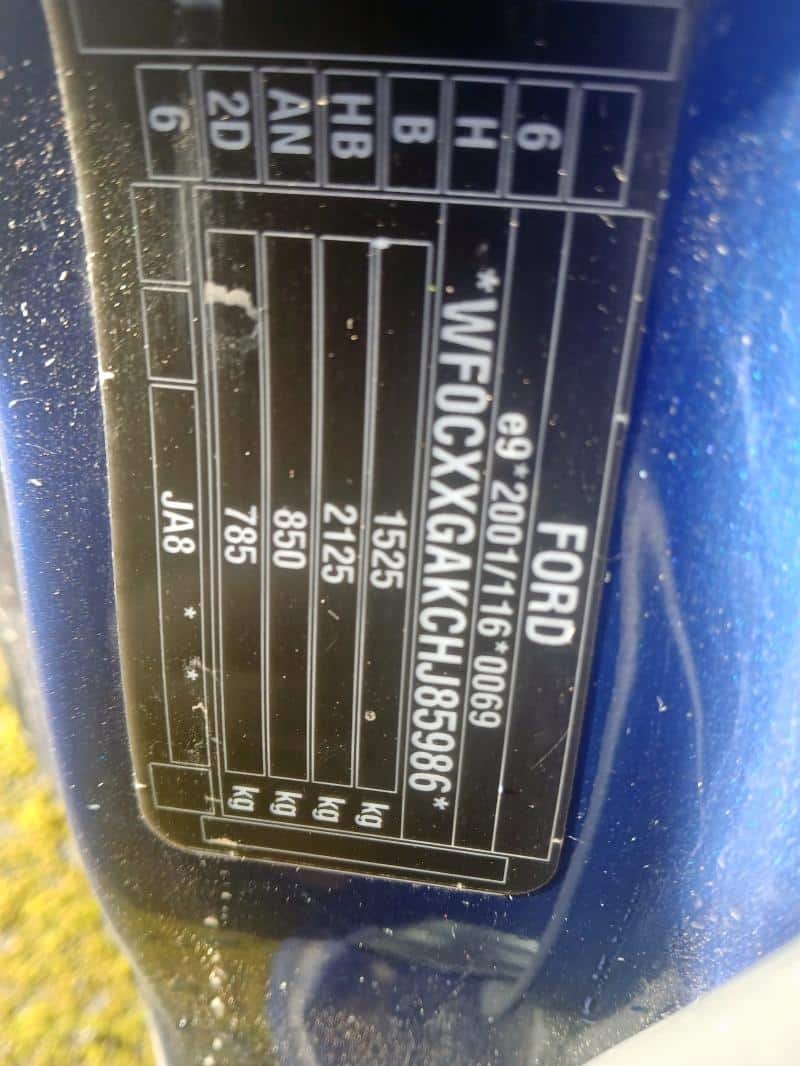 6
H
B
HB
AN
2D
6
FORD
e9*2001/116*0069
*WF0CXXGAKCHJ85986*
1525 kg
2125 kg
850 kg
785 kg
JA8 * *